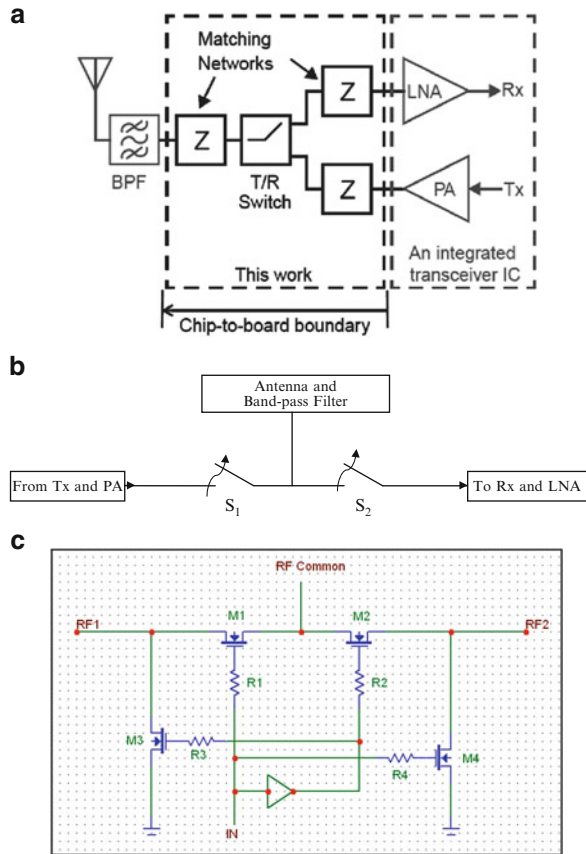 a
Matching
Networks
Z
LNA
Rx
Z
BPF
T/R
Switch
Z
PA
Tx
An integrated
transceiver IC
This work
Chip-to-board boundary
b
Antenna and
Band-pass Filter
From Tx and PA
S1
S2
To Rx and LNA
c
RF Common
RF1
M1
M2
RF2
R1
R2
M3
R3
R4
M4
IN